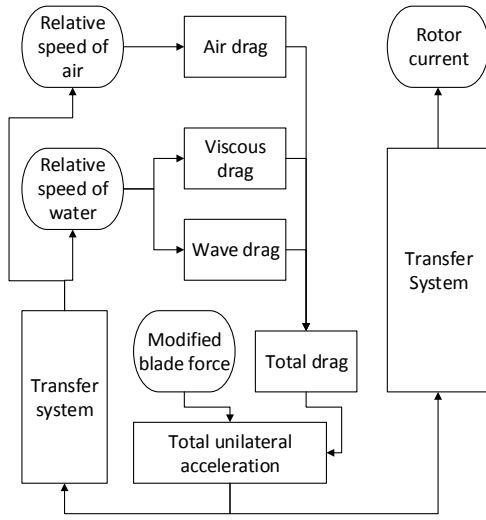 Relative
speed of
air
Air drag
Rotor
current
Relative
speed of
water
Viscous
drag
Wave drag
Transfer
System
Modified
blade force
Total drag
Transfer
system
Total unilateral
acceleration